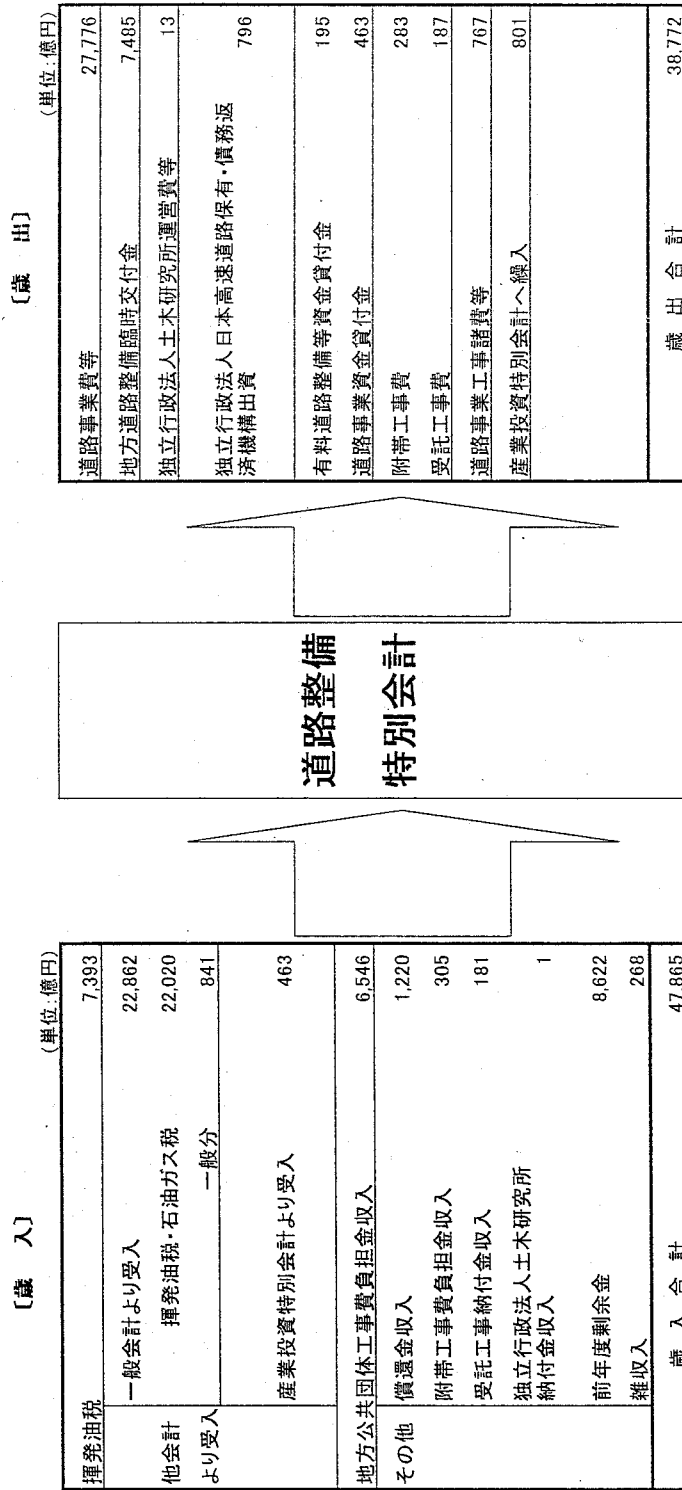 〔歳 入〕
(単位:億円)
揮発油税 7,393
他会計より受入
一般会計より受入 22,862
揮発油税・石油ガス税 22,020
一般分 841
産業投資特別会計より受入 463
地方公共団体工事費負担金収入 6,546
その他
償還金収入 1,220
附帯工事費負担金収入 305
受託工事納付金収入 181
独立行政法人土木研究所
納付金収入 1
前年度剰余金 8,622
雑収入 268
歳 入 合 計 47,865
道路整備
特別会計
〔歳 出〕
(単位:億円)
道路事業費等 27,776
地方道路整備臨時交付金 7,485
独立行政法人土木研究所運営費等 13
独立行政法人日本高速道路保有・債務返
済機構出資 796
有料道路整備等資金貸付金 195
道路事業資金貸付金 463
附帯工事費 283
受託工事費 187
道路事業工事諸費等 767
産業投資特別会計へ繰入 801
歳 出 合 計 38,772